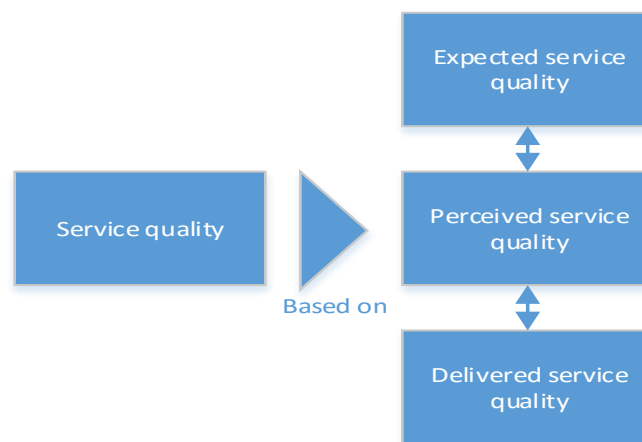 Expected service
quality
Service quality
Perceived service
quality
Based on
Delivered service
quality